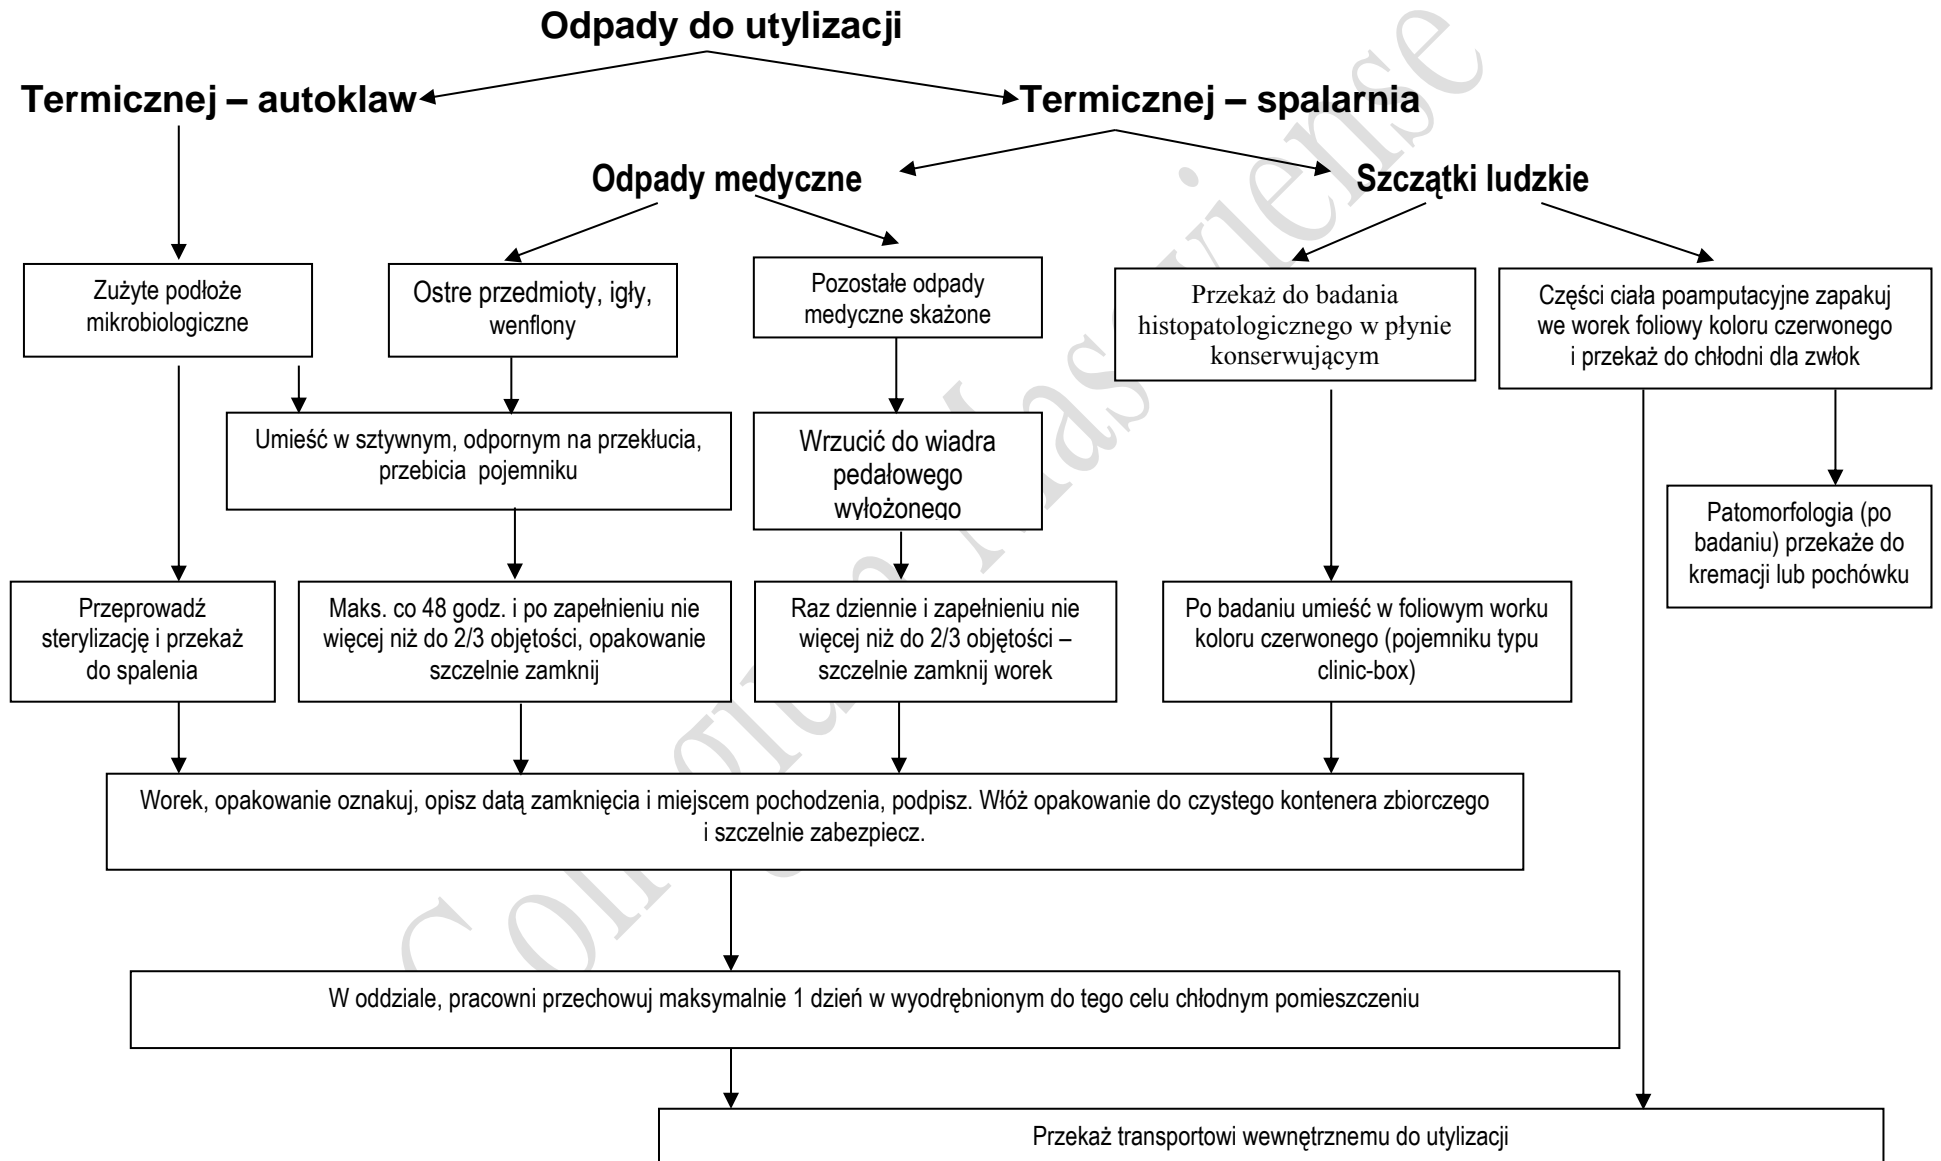 Odpady do utylizacji
Termicznej – autoklaw
Termicznej – spalarnia
Odpady medyczne
Szczątki ludzkie
Zużyte podłoże
mikrobiologiczne
Ostre przedmioty, igły,
wenflony
Pozostałe odpady
medyczne skażone
Przekaż do badania
histopatologicznego w płynie
konserwującym
Części ciała poamputacyjne zapakuj
we worek foliowy koloru czerwonego
i przekaż do chłodni dla zwłok
Umieść w sztywnym, odpornym na przekłucia,
przebicia pojemniku
Wrzucić do wiadra
pedałowego
wyłożonego
Patomorfologia (po
badaniu) przekaże do
kremacji lub pochówku
Przeprowadź
sterylizację i przekaż
do spalenia
Maks. co 48 godz. i po zapełnieniu nie
więcej niż do 2/3 objętości, opakowanie
szczelnie zamknij
Raz dziennie i zapełnieniu nie
więcej niż do 2/3 objętości –
szczelnie zamknij worek
Po badaniu umieść w foliowym worku
koloru czerwonego (pojemniku typu
clinic-box)
Worek, opakowanie oznakuj, opisz datą zamknięcia i miejscem pochodzenia, podpisz. Włóż opakowanie do czystego kontenera zbiorczego
i szczelnie zabezpiecz.
W oddziale, pracowni przechowuj maksymalnie 1 dzień w wyodrębnionym do tego celu chłodnym pomieszczeniu
Przekaż transportowi wewnętrznemu do utylizacji